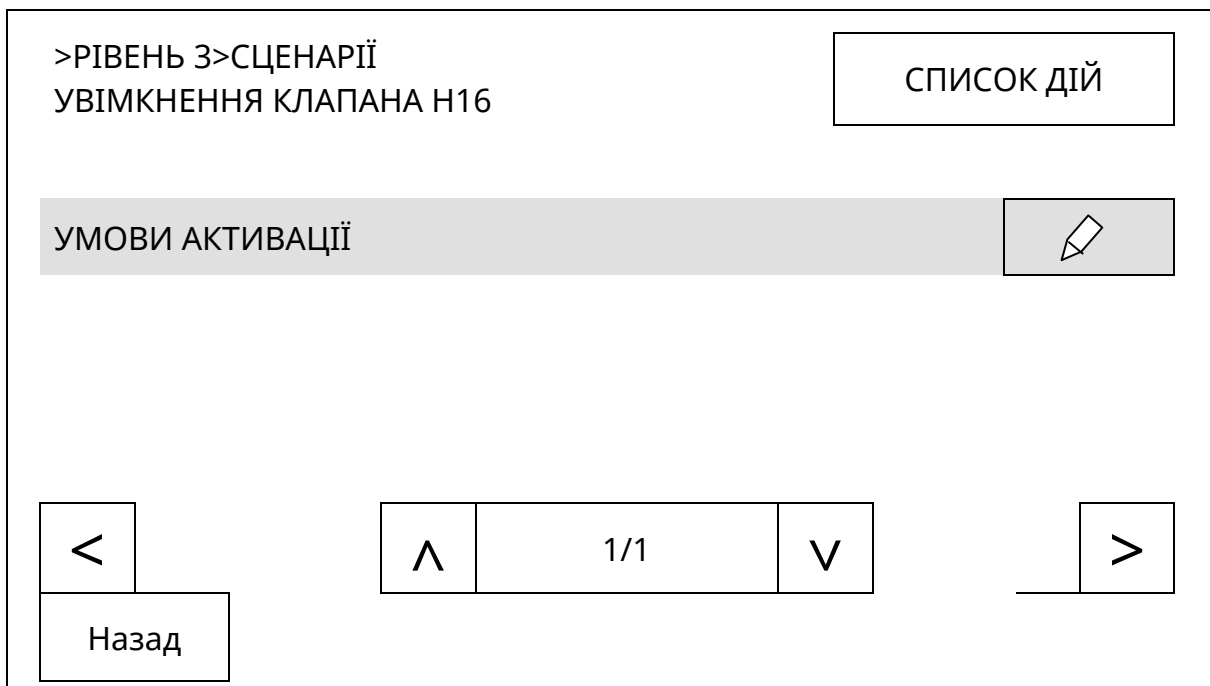 >РІВЕНЬ 3>СЦЕНАРІЇ
УВІМКНЕННЯ КЛАПАНА Н16
СПИСОК ДІЙ
УМОВИ АКТИВАЦІЇ
<
˄
1/1
˅
>
Назад